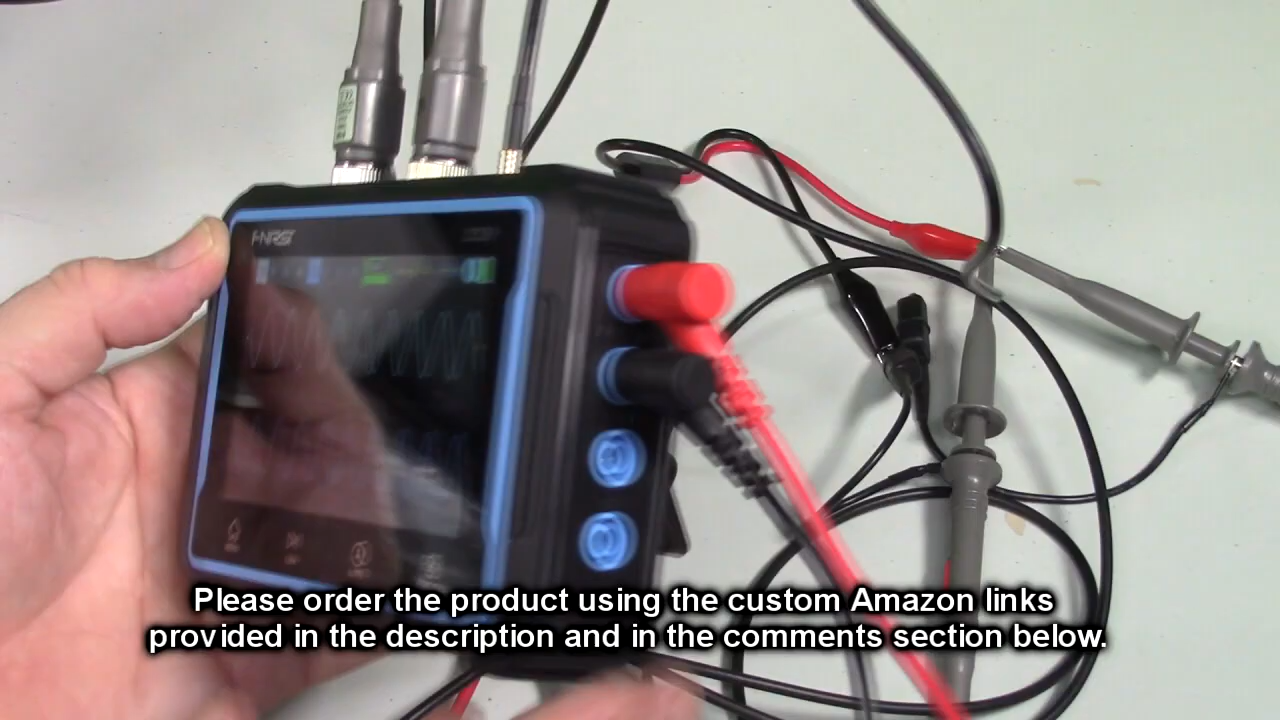 FNIRSI
Please order the product using the custom Amazon links
provided in the description and in the comments section below.